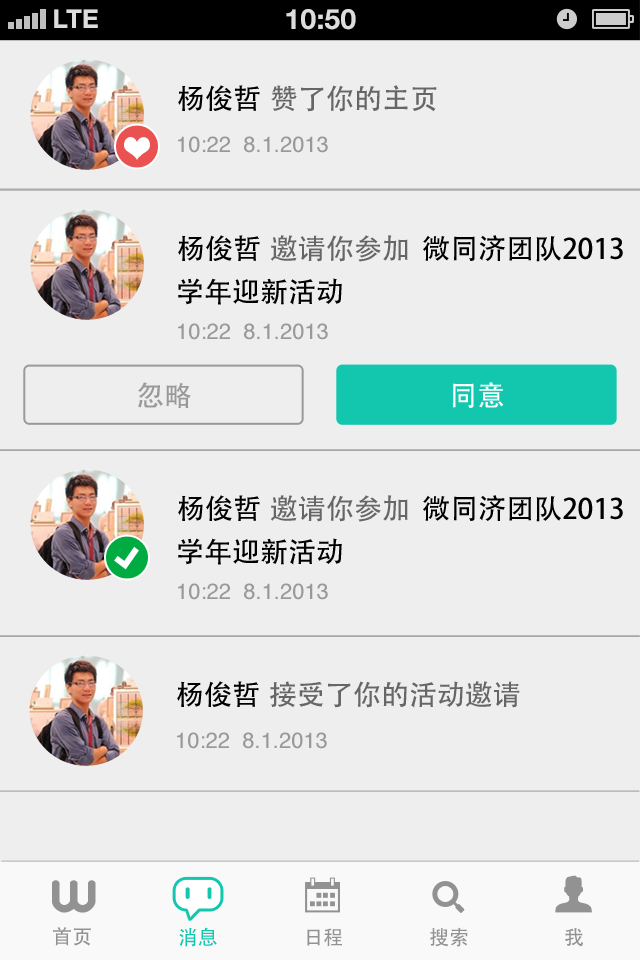 LTE 10:50
杨俊哲 赞了你的主页
10:22 8.1.2013
杨俊哲 邀请你参加 微同济团队2013
学年迎新活动
10:22 8.1.2013
忽略 同意
杨俊哲 邀请你参加 微同济团队2013
学年迎新活动
10:22 8.1.2013
杨俊哲 接受了你的活动邀请
10:22 8.1.2013
首页 消息 日程 搜索 我